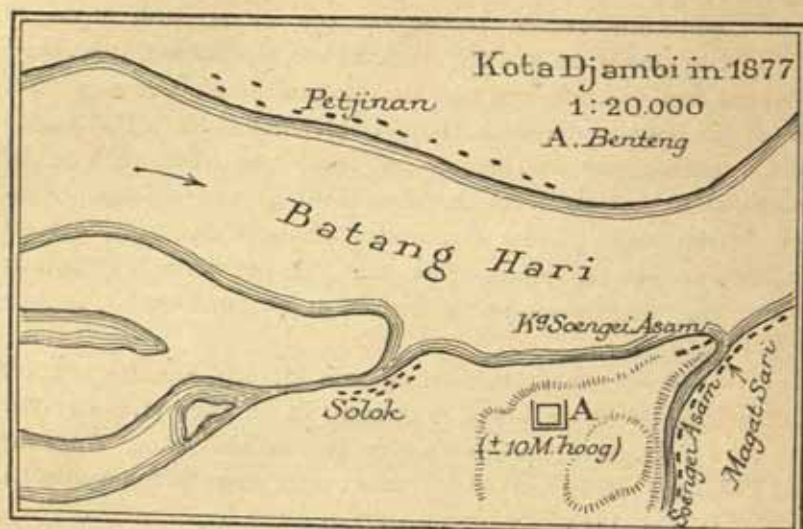 Kota Djambi in 1877
1:20.000
A. Benteng
Petjinan
Batang Hari
Kg Soengei Asam
Solok
A
(± 10 M. hoog)
Soengei Asam
Magat Sari